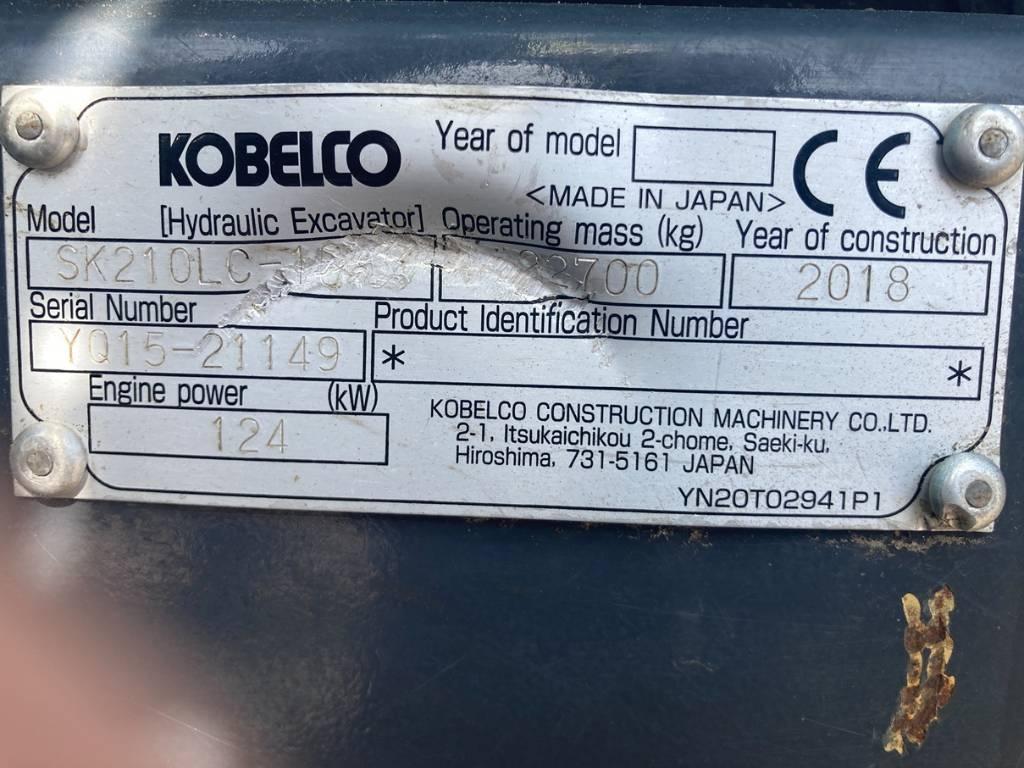 KOBELCO
Year of model
CE
<MADE IN JAPAN>
Model [Hydraulic Excavator] Operating mass (kg) Year of construction
22700 2018
Serial Number Product Identification Number
YQ15-21149 * *
Engine power (kW)
124
KOBELCO CONSTRUCTION MACHINERY CO.,LTD.
2-1, Itsukaichikou 2-chome, Saeki-ku,
Hiroshima, 731-5161 JAPAN
YN20T02941P1